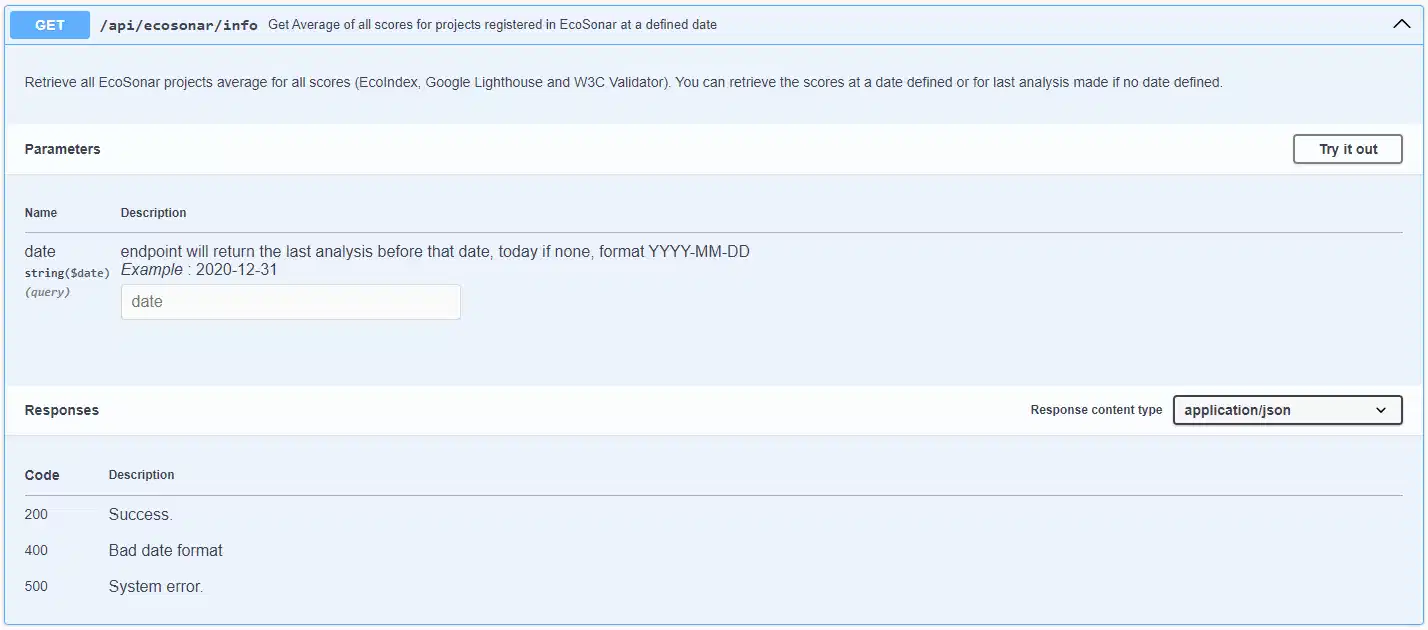 GET /api/ecosonar/info Get Average of all scores for projects registered in EcoSonar at a defined date
Retrieve all EcoSonar projects average for all scores (EcoIndex, Google Lighthouse and W3C Validator). You can retrieve the scores at a date defined or for last analysis made if no date defined.
Parameters Try it out
Name Description
date endpoint will return the last analysis before that date, today if none, format YYYY-MM-DD
string($date) Example : 2020-12-31
(query) date
Responses Response content type application/json
Code Description
200 Success.
400 Bad date format
500 System error.